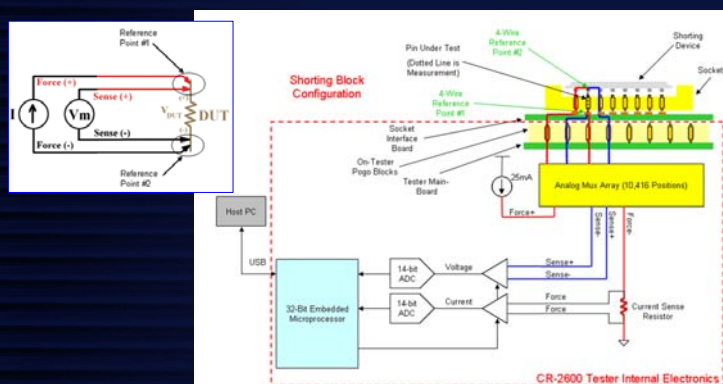 Reference
Point #1
Force (+)
Sense (+)
I
Vm
V DUT
(+)
(-)
DUT
Sense (-)
Force (-)
Reference
Point #2
Shorting Block
Configuration
4-Wire
Reference
Point #2
Pin Under Test
(Dotted Line is
Measurement)
4-Wire
Reference
Point #1
Shorting
Device
Socket
Socket
Interface
Board
On-Tester
Pogo Blocks
Tester Main-
Board
25mA
Force+
Analog Mux Array (10,416 Positions)
Sense-
Sense+
Force-
Host PC
USB
32-Bit Embedded
Microprocessor
14-bit
ADC
Voltage
Sense+
Sense-
14-bit
ADC
Current
Force
Force
Current Sense
Resistor
CR-2600 Tester Internal Electronics